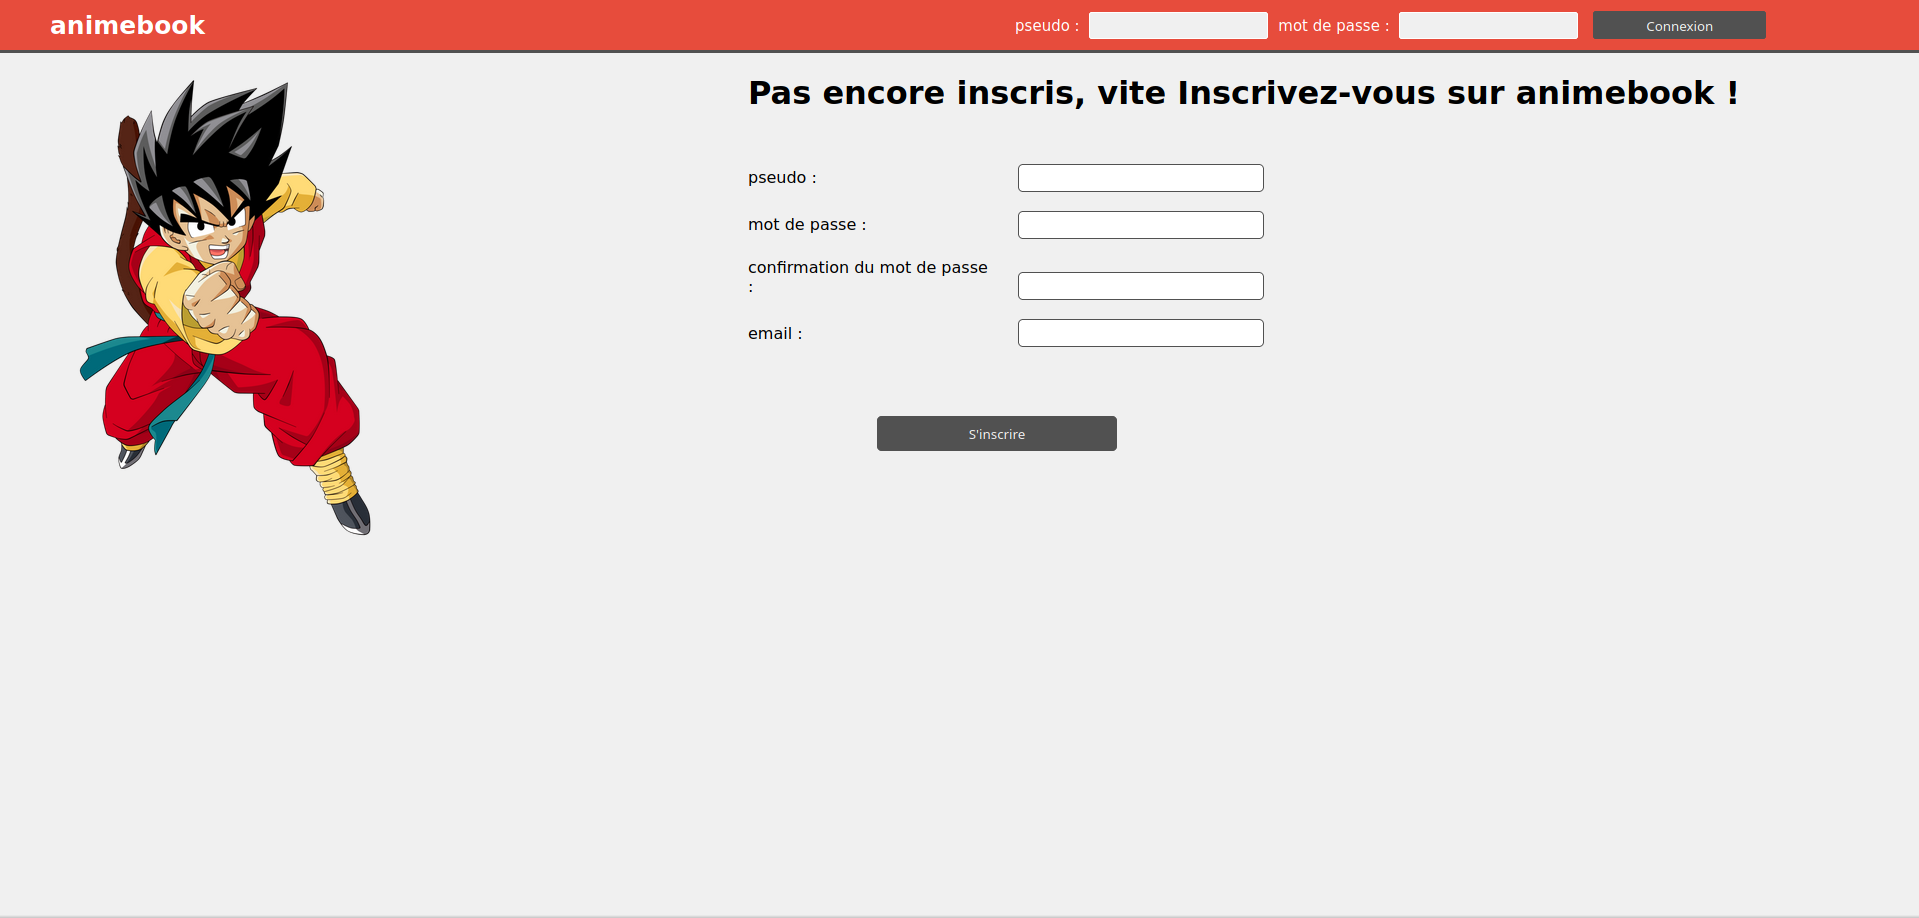 animebook
pseudo :
mot de passe :
Connexion
Pas encore inscris, vite Inscrivez-vous sur animebook !
pseudo :
mot de passe :
confirmation du mot de passe
:
email :
S'inscrire